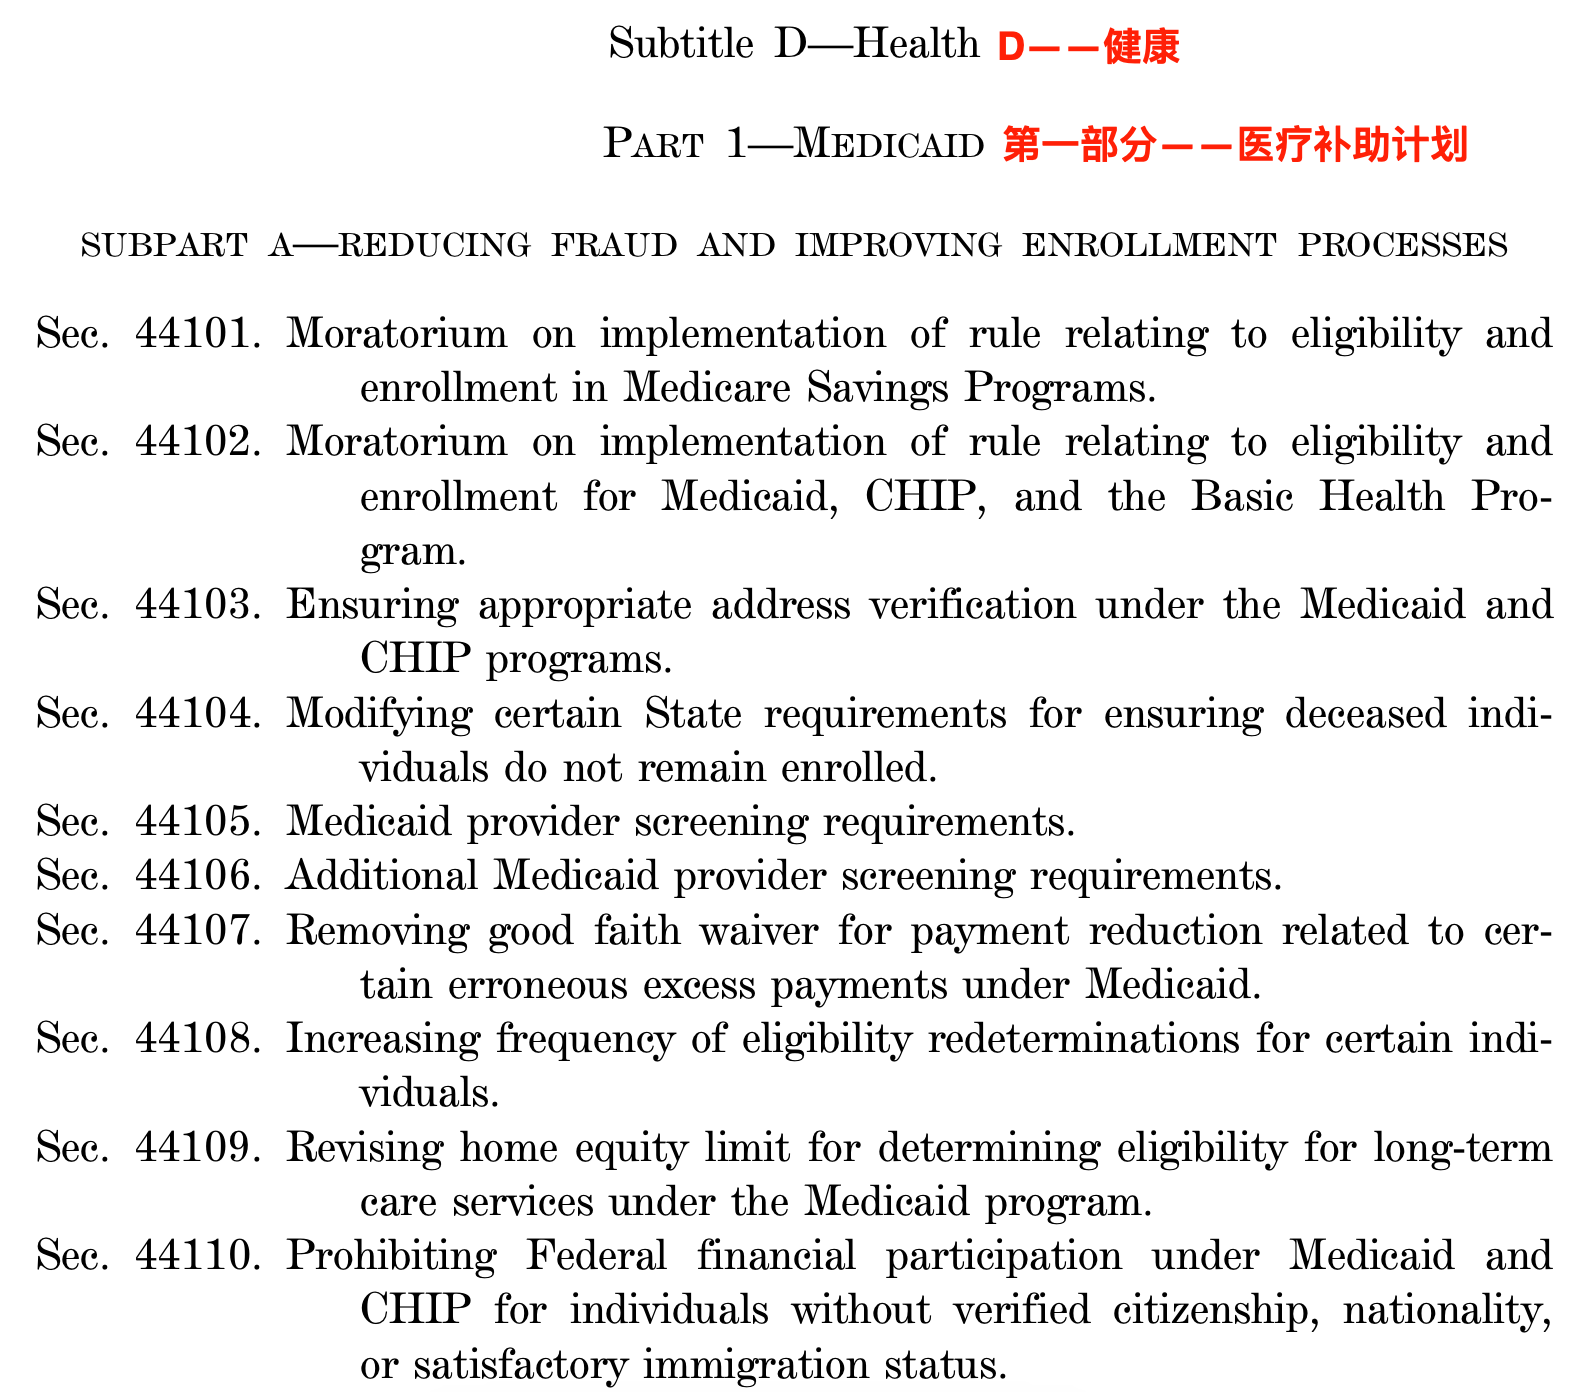 Subtitle D—Health D——健康
PART 1—MEDICAID 第一部分——医疗补助计划
SUBPART A—REDUCING FRAUD AND IMPROVING ENROLLMENT PROCESSES
Sec. 44101. Moratorium on implementation of rule relating to eligibility and
enrollment in Medicare Savings Programs.
Sec. 44102. Moratorium on implementation of rule relating to eligibility and
enrollment for Medicaid, CHIP, and the Basic Health Pro-
gram.
Sec. 44103. Ensuring appropriate address verification under the Medicaid and
CHIP programs.
Sec. 44104. Modifying certain State requirements for ensuring deceased indi-
viduals do not remain enrolled.
Sec. 44105. Medicaid provider screening requirements.
Sec. 44106. Additional Medicaid provider screening requirements.
Sec. 44107. Removing good faith waiver for payment reduction related to cer-
tain erroneous excess payments under Medicaid.
Sec. 44108. Increasing frequency of eligibility redeterminations for certain indi-
viduals.
Sec. 44109. Revising home equity limit for determining eligibility for long-term
care services under the Medicaid program.
Sec. 44110. Prohibiting Federal financial participation under Medicaid and
CHIP for individuals without verified citizenship, nationality,
or satisfactory immigration status.